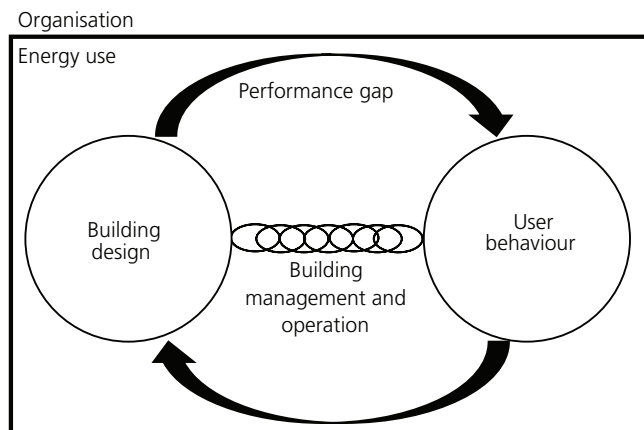 Organisation
Energy use
Performance gap
Building
design
User
behaviour
Building
management and
operation